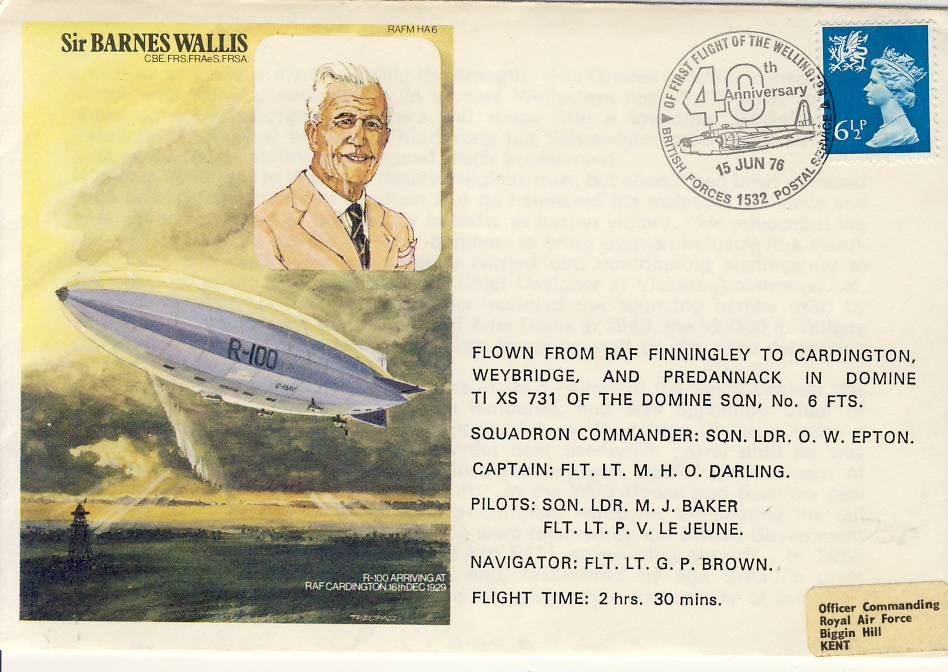 Sir BARNES WALLIS
CBE.FRS.FRAeS.FRSA.
RAFM HA6
OF FIRST FLIGHT OF THE WELLINGTON
40th
Anniversary
15 JUN 76
BRITISH FORCES 1532 POSTAL SERVICE
6½P
R-100
R-100 ARRIVING AT
RAF CARDINGTON, 16th DEC 1929
FLOWN FROM RAF FINNINGLEY TO CARDINGTON,
WEYBRIDGE, AND PREDANNACK IN DOMINE
TI XS 731 OF THE DOMINE SQN, No. 6 FTS.
SQUADRON COMMANDER: SQN. LDR. O. W. EPTON.
CAPTAIN: FLT. LT. M. H. O. DARLING.
PILOTS: SQN. LDR. M. J. BAKER
FLT. LT. P. V. LE JEUNE.
NAVIGATOR: FLT. LT. G. P. BROWN.
FLIGHT TIME: 2 hrs. 30 mins.
Officer Commanding
Royal Air Force
Biggin Hill
KENT